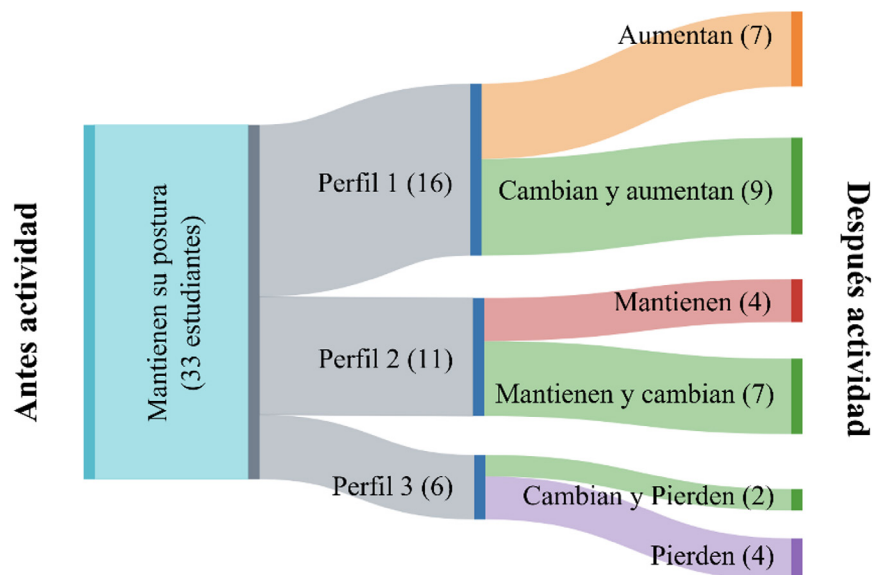 Antes actividad
Mantienen su postura
(33 estudiantes)
Perfil 1 (16)
Perfil 2 (11)
Perfil 3 (6)
Aumentan (7)
Cambian y aumentan (9)
Mantienen (4)
Mantienen y cambian (7)
Cambian y Pierden (2)
Pierden (4)
Después actividad